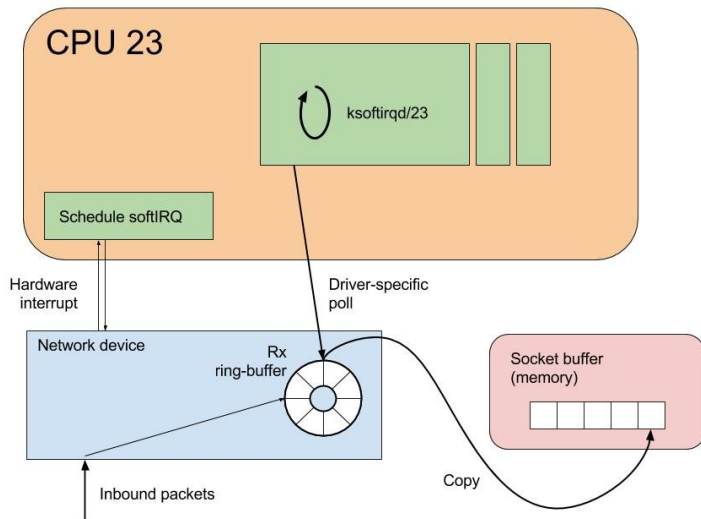 CPU 23
ksoftirqd/23
Schedule softIRQ
Hardware
interrupt
Driver-specific
poll
Network device
Rx
ring-buffer
Socket buffer
(memory)
Copy
Inbound packets